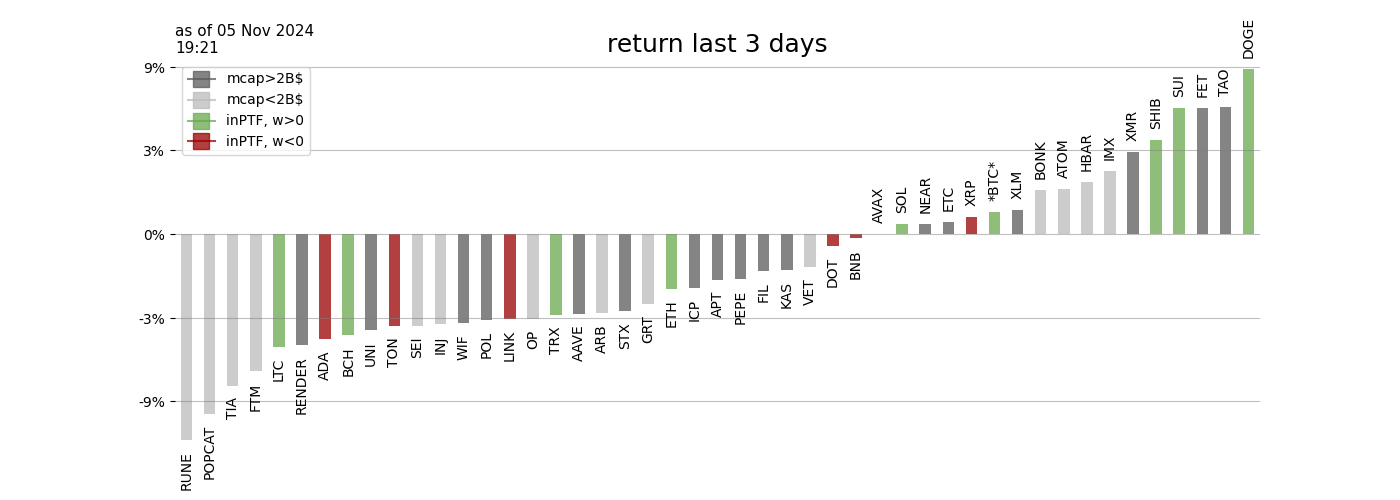 as of 05 Nov 2024
19:21
return last 3 days
mcap>2B$
mcap<2B$
inPTF, w>0
inPTF, w<0
9%
3%
0%
-3%
-9%
RUNE
POPCAT
TIA
FTM
LTC
RENDER
ADA
BCH
UNI
TON
SEI
INJ
WIF
POL
LINK
OP
TRX
AAVE
ARB
STX
GRT
ETH
ICP
APT
PEPE
FIL
KAS
VET
DOT
BNB
AVAX
SOL
NEAR
ETC
XRP
*BTC*
XLM
BONK
ATOM
HBAR
IMX
XMR
SHIB
SUI
FET
TAO
DOGE